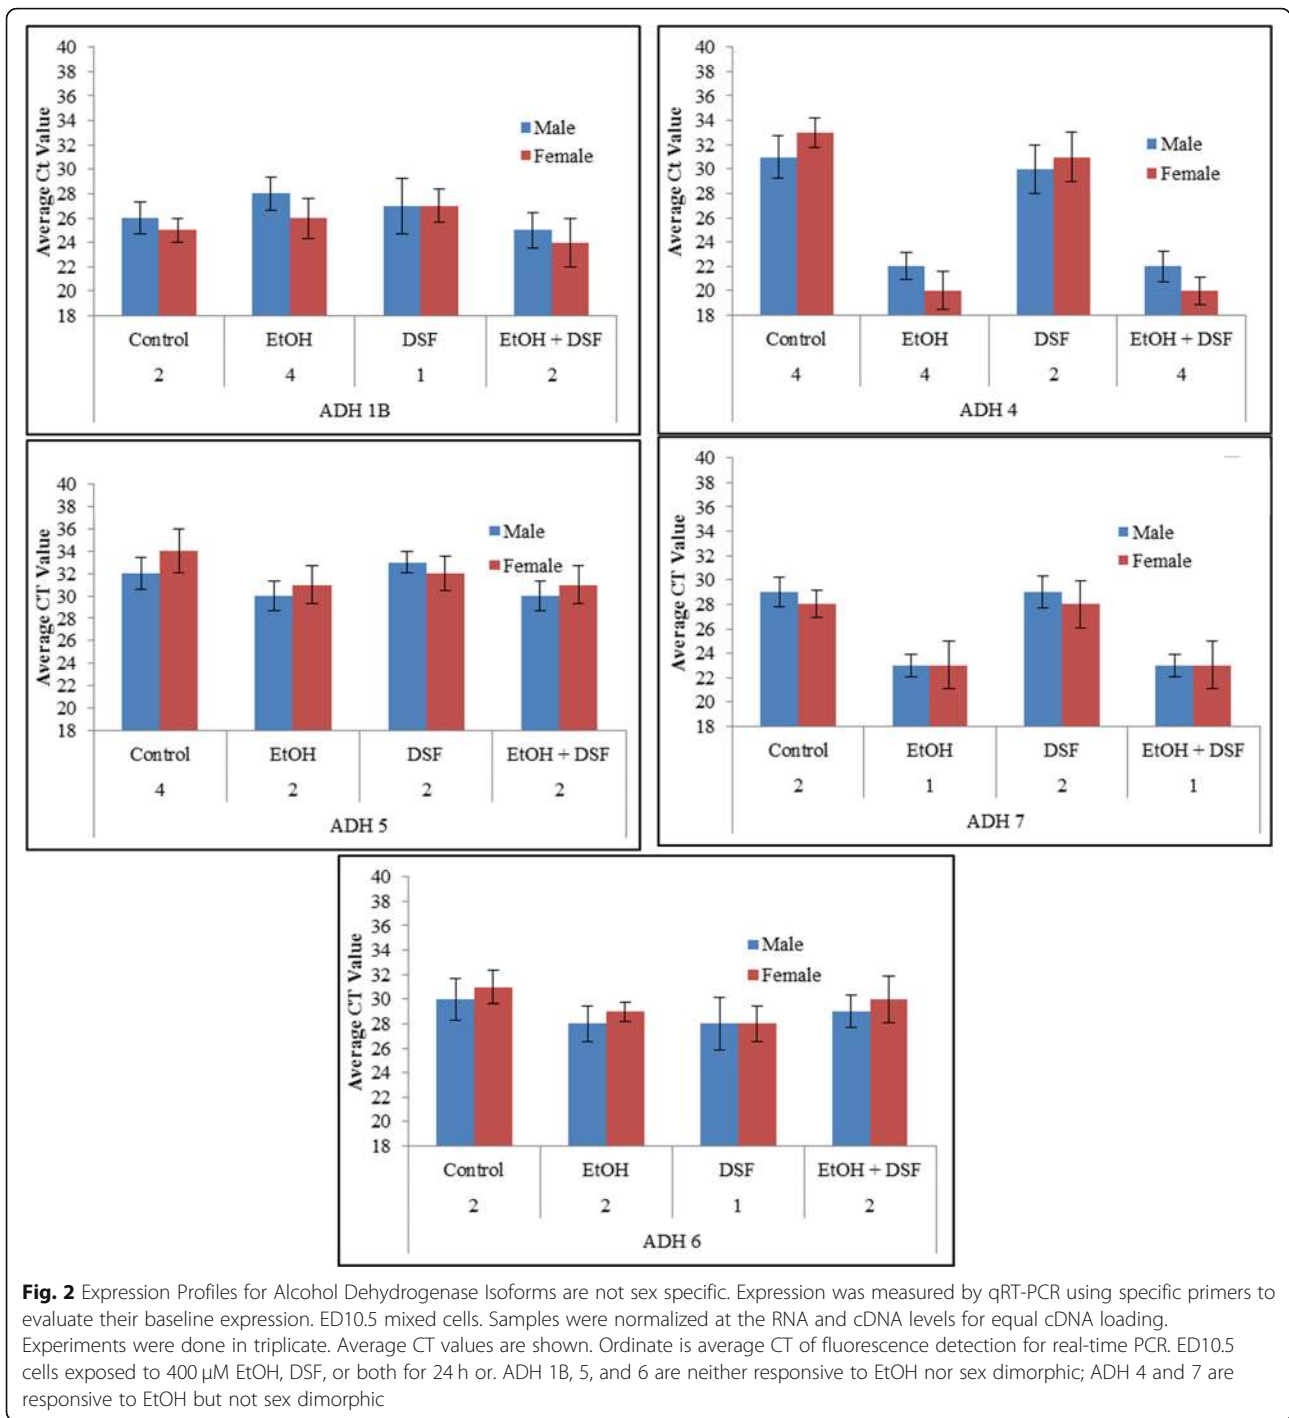 40
38
36
34
32
30
28
26
24
22
20
18
Average Ct Value
Male
Female
Control EtOH DSF EtOH + DSF
2 4 1 2
ADH 1B
40
38
36
34
32
30
28
26
24
22
20
18
Average Ct Value
Male
Female
Control EtOH DSF EtOH + DSF
4 4 2 4
ADH 4
40
38
36
34
32
30
28
26
24
22
20
18
Average CT Value
Male
Female
Control EtOH DSF EtOH + DSF
4 2 2 2
ADH 5
40
38
36
34
32
30
28
26
24
22
20
18
Average CT Value
Male
Female
Control EtOH DSF EtOH + DSF
2 1 2 1
ADH 7
40
38
36
34
32
30
28
26
24
22
20
18
Average CT Value
Male
Female
Control EtOH DSF EtOH + DSF
2 2 1 2
ADH 6
Fig. 2 Expression Profiles for Alcohol Dehydrogenase Isoforms are not sex specific. Expression was measured by qRT-PCR using specific primers to
evaluate their baseline expression. ED10.5 mixed cells. Samples were normalized at the RNA and cDNA levels for equal cDNA loading.
Experiments were done in triplicate. Average CT values are shown. Ordinate is average CT of fluorescence detection for real-time PCR. ED10.5
cells exposed to 400 μM EtOH, DSF, or both for 24 h or. ADH 1B, 5, and 6 are neither responsive to EtOH nor sex dimorphic; ADH 4 and 7 are
responsive to EtOH but not sex dimorphic